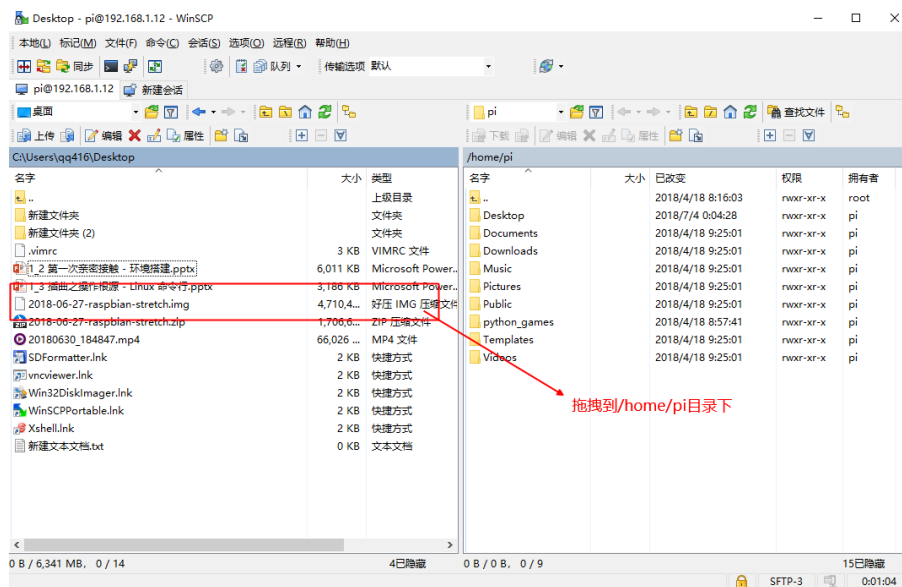 Desktop - pi@192.168.1.12 - WinSCP
本地(L) 标记(M) 文件(F) 命令(C) 会话(S) 选项(O) 远程(R) 帮助(H)
同步 队列 传输选项 默认
pi@192.168.1.12 新建会话
桌面 pi 查找文件
上传 编辑 属性 下载 编辑 属性
C:\Users\qq416\Desktop /home/pi
名字 大小 类型 名字 大小 已改变 权限 拥有者
.. 上级目录 .. 2018/4/18 8:16:03 rwxr-xr-x root
新建文件夹 文件夹 Desktop 2018/7/4 0:04:28 rwxr-xr-x pi
新建文件夹 (2) 文件夹 Documents 2018/4/18 9:25:01 rwxr-xr-x pi
.vimrc 3 KB VIMRC 文件 Downloads 2018/4/18 9:25:01 rwxr-xr-x pi
1_2 第一次亲密接触 - 环境搭建.pptx 6,011 KB Microsoft Power... Music 2018/4/18 9:25:01 rwxr-xr-x pi
1_3 插曲之操作根源 - Linux 命令行.pptx 3,186 KB Microsoft Power... Pictures 2018/4/18 9:25:01 rwxr-xr-x pi
2018-06-27-raspbian-stretch.img 4,710,4... 好压 IMG 压缩文件 Public 2018/4/18 9:25:01 rwxr-xr-x pi
2018-06-27-raspbian-stretch.zip 1,706,6... ZIP 压缩文件 python_games 2018/4/18 8:57:41 rwxr-xr-x pi
20180630_184847.mp4 66,026 ... MP4 文件 Templates 2018/4/18 9:25:01 rwxr-xr-x pi
SDFormatter.lnk 2 KB 快捷方式 Videos 2018/4/18 9:25:01 rwxr-xr-x pi
vncviewer.lnk 2 KB 快捷方式
Win32DiskImager.lnk 2 KB 快捷方式
WinSCPPortable.lnk 2 KB 快捷方式
拖拽到/home/pi目录下
Xshell.lnk 2 KB 快捷方式
新建文本文档.txt 0 KB 文本文档
0 B / 6,341 MB, 0 / 14 4已隐藏 0 B / 0 B, 0 / 9 15已隐藏
SFTP-3 0:01:04